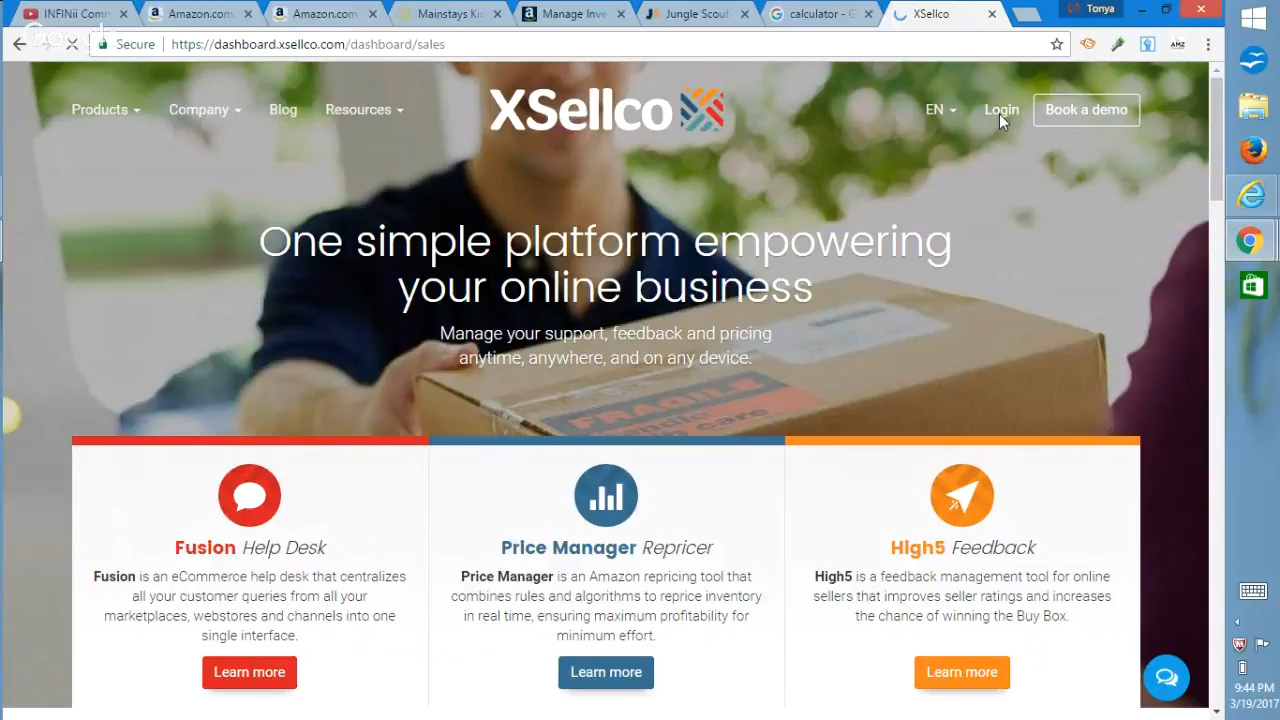 INFINii Com
Amazon.com
Amazon.com
Mainstays Kic
Manage Inve
Jungle Scout
calculator - G
XSellco
Tonya
Secure
https://dashboard.xsellco.com/dashboard/sales
AMZ
Google
Products
Company
Blog
Resources
XSellco
EN
Login
Book a demo
One simple platform empowering
your online business
Manage your support, feedback and pricing
anytime, anywhere, and on any device.
FRAGILE
Fusion Help Desk
Fusion is an eCommerce help desk that centralizes
all your customer queries from all your
marketplaces, webstores and channels into one
single interface.
Learn more
Price Manager Repricer
Price Manager is an Amazon repricing tool that
combines rules and algorithms to reprice inventory
in real time, ensuring maximum profitability for
minimum effort.
Learn more
High5 Feedback
High5 is a feedback management tool for online
sellers that improves seller ratings and increases
the chance of winning the Buy Box.
Learn more
9:44 PM
3/19/2017